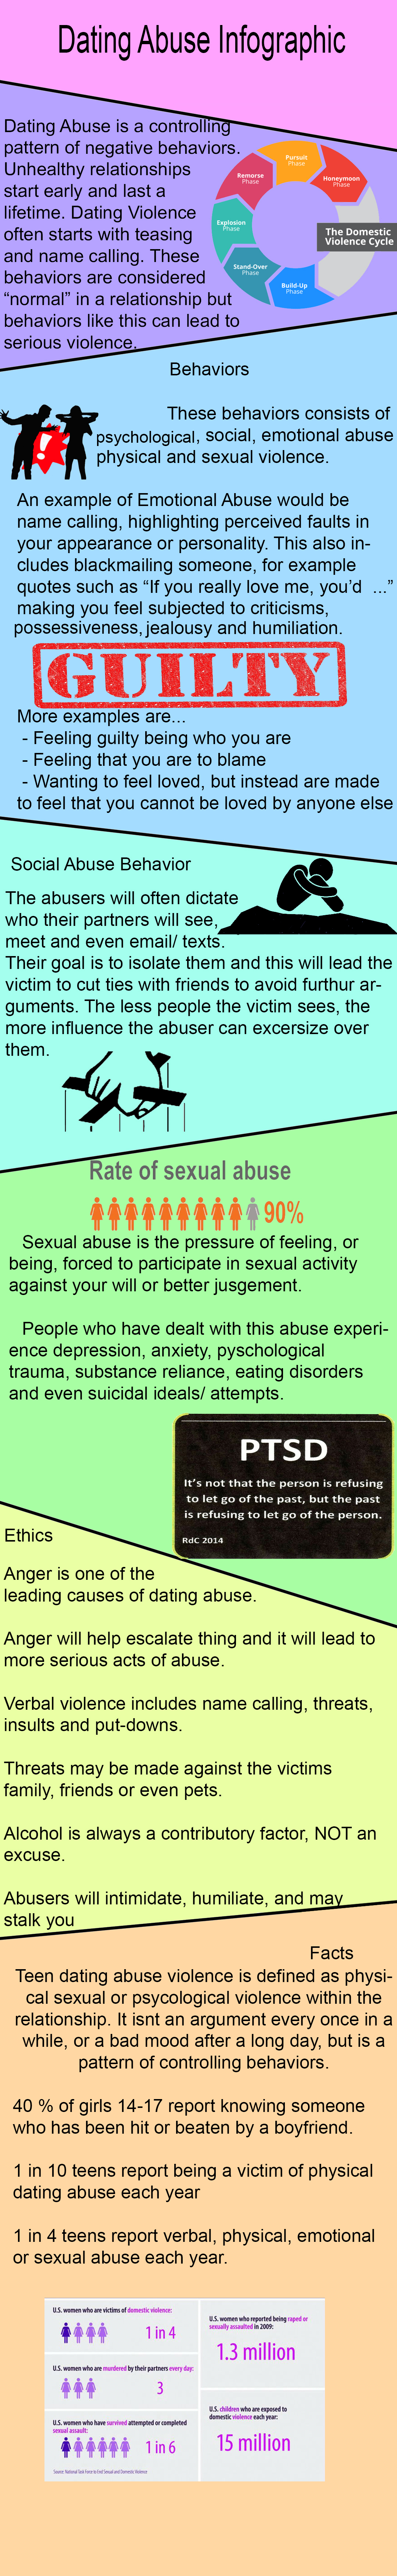 Dating Abuse Infographic
Dating Abuse is a controlling
pattern of negative behaviors.
Unhealthy relationships
start early and last a
lifetime. Dating Violence
often starts with teasing
and name calling. These
behaviors are considered
“normal” in a relationship but
behaviors like this can lead to
serious violence.
Pursuit
Phase
Honeymoon
Phase
The Domestic
Violence Cycle
Build-Up
Phase
Stand-Over
Phase
Explosion
Phase
Remorse
Phase
Behaviors
These behaviors consists of
psychological, social, emotional abuse
physical and sexual violence.
An example of Emotional Abuse would be
name calling, highlighting perceived faults in
your appearance or personality. This also in-
cludes blackmailing someone, for example
quotes such as “If you really love me, you’d ...”
making you feel subjected to criticisms,
possessiveness, jealousy and humiliation.
GUILTY
More examples are...
- Feeling guilty being who you are
- Feeling that you are to blame
- Wanting to feel loved, but instead are made
to feel that you cannot be loved by anyone else
Social Abuse Behavior
The abusers will often dictate
who their partners will see,
meet and even email/ texts.
Their goal is to isolate them and this will lead the
victim to cut ties with friends to avoid furthur ar-
guments. The less people the victim sees, the
more influence the abuser can excersize over
them.
Rate of sexual abuse
90%
Sexual abuse is the pressure of feeling, or
being, forced to participate in sexual activity
against your will or better jusgement.
People who have dealt with this abuse experi-
ence depression, anxiety, pyschological
trauma, substance reliance, eating disorders
and even suicidal ideals/ attempts.
PTSD
It’s not that the person is refusing
to let go of the past, but the past
is refusing to let go of the person.
RdC 2014
Ethics
Anger is one of the
leading causes of dating abuse.
Anger will help escalate thing and it will lead to
more serious acts of abuse.
Verbal violence includes name calling, threats,
insults and put-downs.
Threats may be made against the victims
family, friends or even pets.
Alcohol is always a contributory factor, NOT an
excuse.
Abusers will intimidate, humiliate, and may
stalk you
Facts
Teen dating abuse violence is defined as physi-
cal sexual or psycological violence within the
relationship. It isnt an argument every once in a
while, or a bad mood after a long day, but is a
pattern of controlling behaviors.
40 % of girls 14-17 report knowing someone
who has been hit or beaten by a boyfriend.
1 in 10 teens report being a victim of physical
dating abuse each year
1 in 4 teens report verbal, physical, emotional
or sexual abuse each year.
U.S. women who are victims of domestic violence:
1 in 4
U.S. women who are murdered by their partners every day:
3
U.S. women who have survived attempted or completed
sexual assault:
1 in 6
Source: National Task Force to End Sexual and Domestic Violence
U.S. women who reported being raped or
sexually assaulted in 2009:
1.3 million
U.S. children who are exposed to
domestic violence each year:
15 million